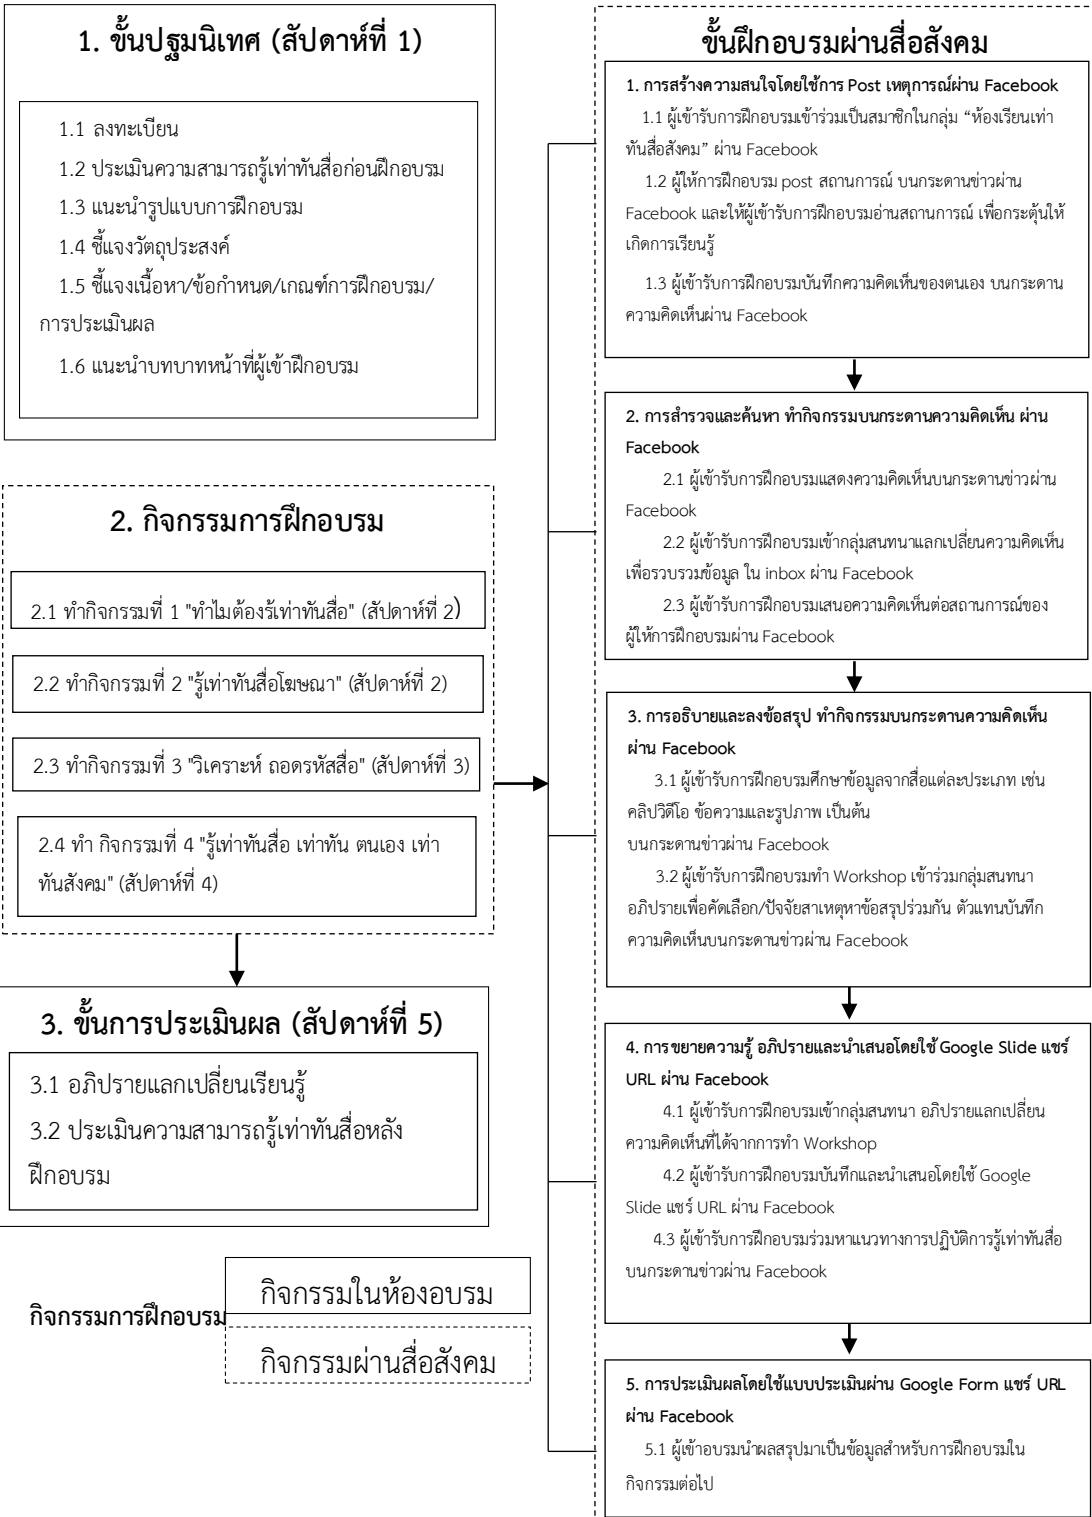 1. ขั้นปฐมนิเทศ (สัปดาห์ที่ 1)
1.1 ลงทะเบียน
1.2 ประเมินความสามารถรู้เท่าทันสื่อก่อนฝึกอบรม
1.3 แนะนำรูปแบบการฝึกอบรม
1.4 ชี้แจงวัตถุประสงค์
1.5 ชี้แจงเนื้อหา/ข้อกำหนด/เกณฑ์การฝึกอบรม/
การประเมินผล
1.6 แนะนำบทบาทหน้าที่ผู้เข้าฝึกอบรม
2. กิจกรรมการฝึกอบรม
2.1 ทำกิจกรรมที่ 1 "ทำไมต้องรู้เท่าทันสื่อ" (สัปดาห์ที่ 2)
2.2 ทำกิจกรรมที่ 2 "รู้เท่าทันสื่อโฆษณา" (สัปดาห์ที่ 2)
2.3 ทำกิจกรรมที่ 3 "วิเคราะห์ ถอดรหัสสื่อ" (สัปดาห์ที่ 3)
2.4 ทำ กิจกรรมที่ 4 "รู้เท่าทันสื่อ เท่าทัน ตนเอง เท่า
ทันสังคม" (สัปดาห์ที่ 4)
3. ขั้นการประเมินผล (สัปดาห์ที่ 5)
3.1 อภิปรายแลกเปลี่ยนเรียนรู้
3.2 ประเมินความสามารถรู้เท่าทันสื่อหลัง
ฝึกอบรม
กิจกรรมการฝึกอบรม
กิจกรรมในห้องอบรม
กิจกรรมผ่านสื่อสังคม
ขั้นฝึกอบรมผ่านสื่อสังคม
1. การสร้างความสนใจโดยใช้การ Post เหตุการณ์ผ่าน Facebook
1.1 ผู้เข้ารับการฝึกอบรมเข้าร่วมเป็นสมาชิกในกลุ่ม “ห้องเรียนเท่า
ทันสื่อสังคม” ผ่าน Facebook
1.2 ผู้ให้การฝึกอบรม post สถานการณ์ บนกระดานข่าวผ่าน
Facebook และให้ผู้เข้ารับการฝึกอบรมอ่านสถานการณ์ เพื่อกระตุ้นให้
เกิดการเรียนรู้
1.3 ผู้เข้ารับการฝึกอบรมบันทึกความคิดเห็นของตนเอง บนกระดาน
ความคิดเห็นผ่าน Facebook
2. การสำรวจและค้นหา ทำกิจกรรมบนกระดานความคิดเห็น ผ่าน
Facebook
2.1 ผู้เข้ารับการฝึกอบรมแสดงความคิดเห็นบนกระดานข่าวผ่าน
Facebook
2.2 ผู้เข้ารับการฝึกอบรมเข้ากลุ่มสนทนาแลกเปลี่ยนความคิดเห็น
เพื่อรวบรวมข้อมูล ใน inbox ผ่าน Facebook
2.3 ผู้เข้ารับการฝึกอบรมเสนอความคิดเห็นต่อสถานการณ์ของ
ผู้ให้การฝึกอบรมผ่าน Facebook
3. การอธิบายและลงข้อสรุป ทำกิจกรรมบนกระดานความคิดเห็น
ผ่าน Facebook
3.1 ผู้เข้ารับการฝึกอบรมศึกษาข้อมูลจากสื่อแต่ละประเภท เช่น
คลิปวิดีโอ ข้อความและรูปภาพ เป็นต้น
บนกระดานข่าวผ่าน Facebook
3.2 ผู้เข้ารับการฝึกอบรมทำ Workshop เข้าร่วมกลุ่มสนทนา
อภิปรายเพื่อคัดเลือก/ปัจจัยสาเหตุหาข้อสรุปร่วมกัน ตัวแทนบันทึก
ความคิดเห็นบนกระดานข่าวผ่าน Facebook
4. การขยายความรู้ อภิปรายและนำเสนอโดยใช้ Google Slide แชร์
URL ผ่าน Facebook
4.1 ผู้เข้ารับการฝึกอบรมเข้ากลุ่มสนทนา อภิปรายแลกเปลี่ยน
ความคิดเห็นที่ได้จากการทำ Workshop
4.2 ผู้เข้ารับการฝึกอบรมบันทึกและนำเสนอโดยใช้ Google
Slide แชร์ URL ผ่าน Facebook
4.3 ผู้เข้ารับการฝึกอบรมร่วมหาแนวทางการปฏิบัติการรู้เท่าทันสื่อ
บนกระดานข่าวผ่าน Facebook
5. การประเมินผลโดยใช้แบบประเมินผ่าน Google Form แชร์ URL
ผ่าน Facebook
5.1 ผู้เข้าอบรมนำผลสรุปมาเป็นข้อมูลสำหรับการฝึกอบรมใน
กิจกรรมต่อไป